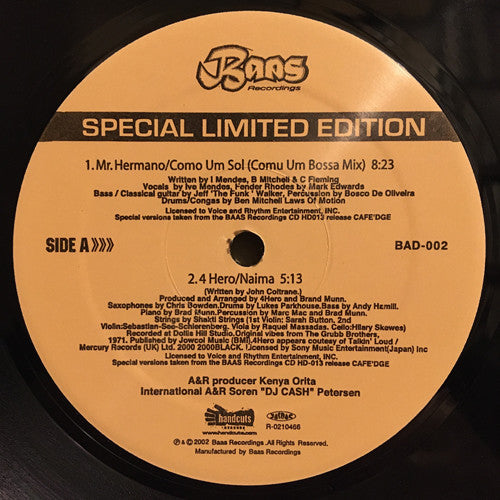 Baas
Recordings
SPECIAL LIMITED EDITION
1. Mr. Hermano/Como Um Sol (Comu Um Bossa Mix) 8:23
Written by I Mendes, B Mitchell & C Fleming
Vocals by Ive Mendes, Fender Rhodes by Mark Edwards
Bass / Classical guitar by Jeff 'The Funk' Walker, Percussion by Bosco De Oliveira
Drums/Congas by Ben Mitchell Laws Of Motion
Licensed to Voice and Rhythm Entertainment, INC.
Special versions taken from the BAAS Recordings CD HD013 release CAFE'DGE
SIDE A
BAD-002
2. 4 Hero/Naima 5:13
(Written by John Coltrane.)
Produced and Arranged by 4Hero and Brand Munn.
Saxophones by Chris Bowden.Drums by Lukes Parkhouse.Bass by Andy Hamill.
Piano by Brad Munn.Percussion by Marc Mac and Brad Munn.
Strings by Shakti Strings (1st Violin: Sarah Button, 2nd
Violin:Sebastian-See-Schierenberg, Viola by Raquel Massadas. Cello:Hilary Skewes)
Recorded at Dollis Hill Studio.Original vibes from The Grubb Brothers,
1971. Published by Jowcol Music (BMI).4Hero appears courtesy of Talkin' Loud /
Mercury Rocords (UK) Ltd. 2000 2000BLACK. Licensed by Sony Music Entertainment(Japan) inc
Licensed to Voice and Rhythm Entertainment, INC.
Special versions taken from the BAAS Recordings CD HD-013 release CAFE'DGE
A&R producer Kenya Orita
International A&R Soren "DJ CASH" Petersen
handcuts
RECORDS
www.handcuts.com
R-0210466
℗ & © 2002 Baas Recordings .All Rights Reserved.
Manufactured by Baas Recordings